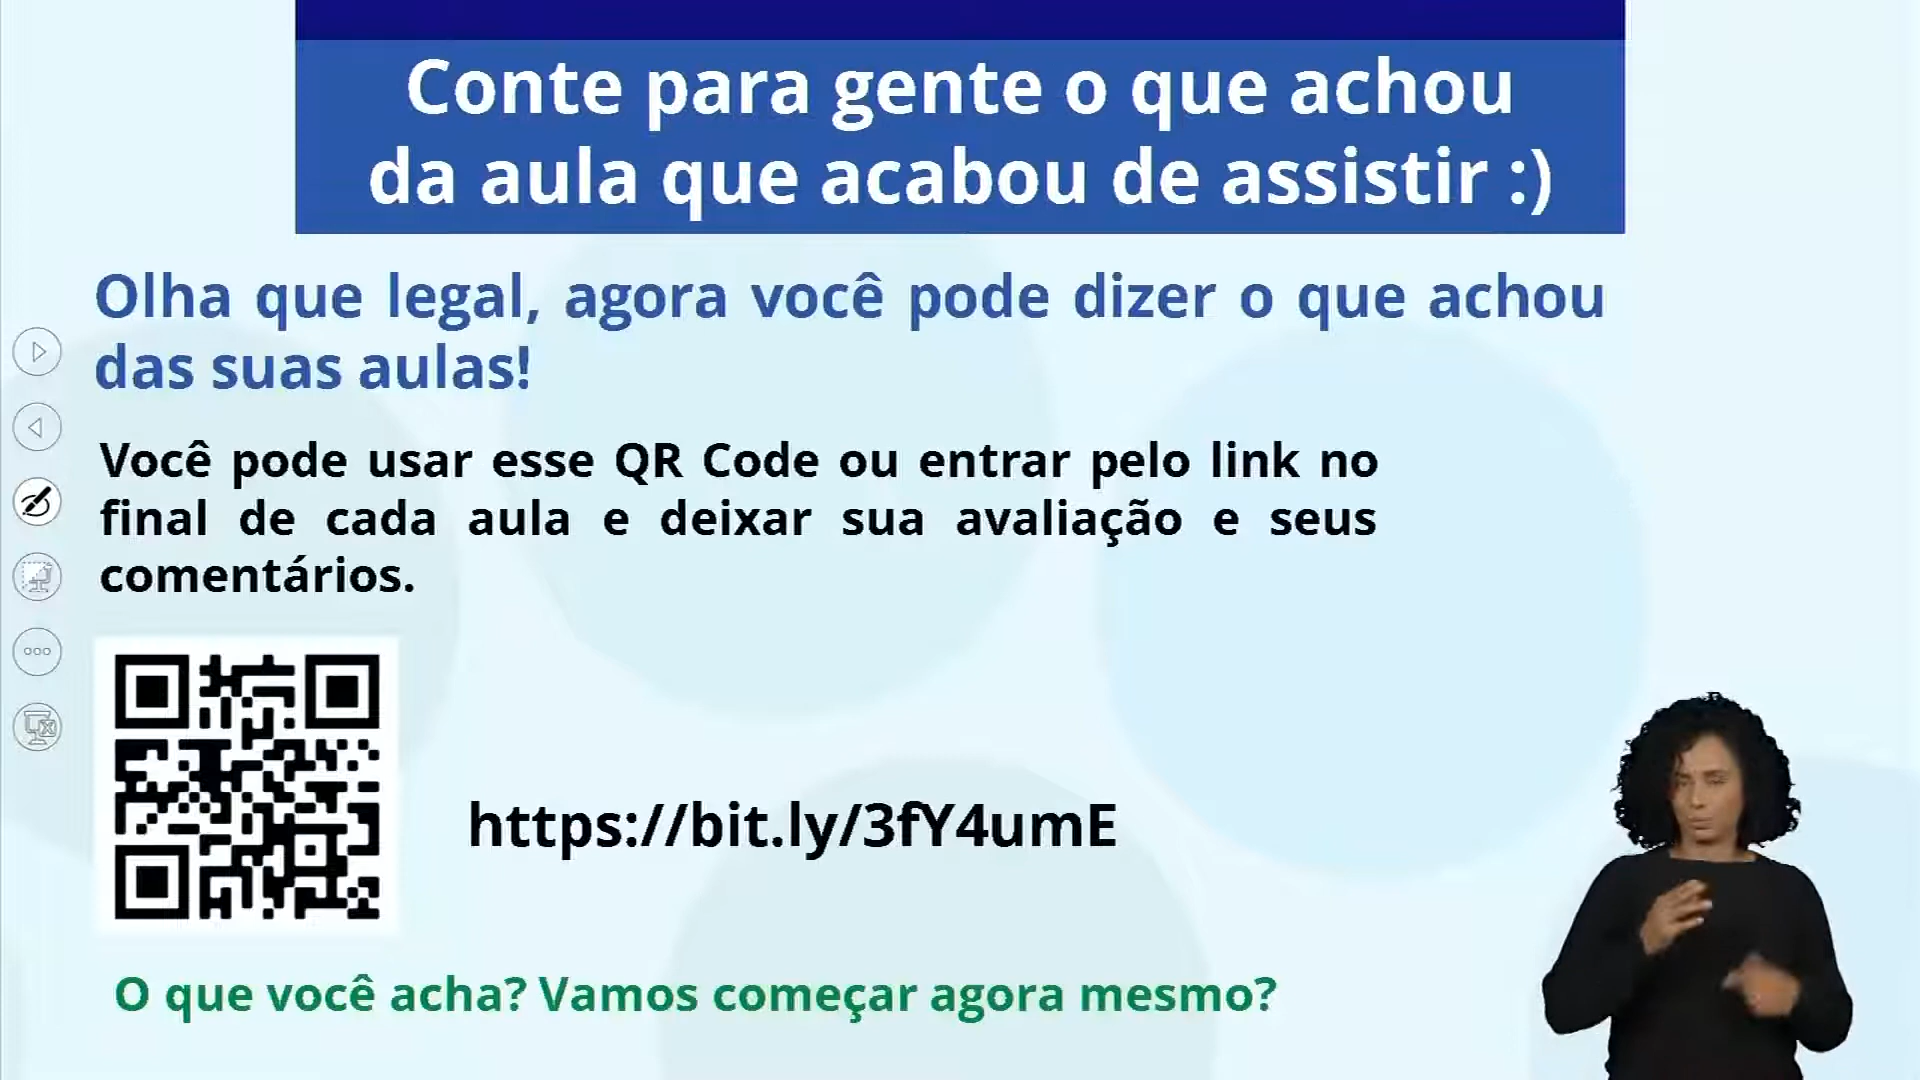 Conte para gente o que achou
da aula que acabou de assistir :)
Olha que legal, agora você pode dizer o que achou
das suas aulas!
Você pode usar esse QR Code ou entrar pelo link no
final de cada aula e deixar sua avaliação e seus
comentários.
https://bit.ly/3fY4umE
O que você acha? Vamos começar agora mesmo?